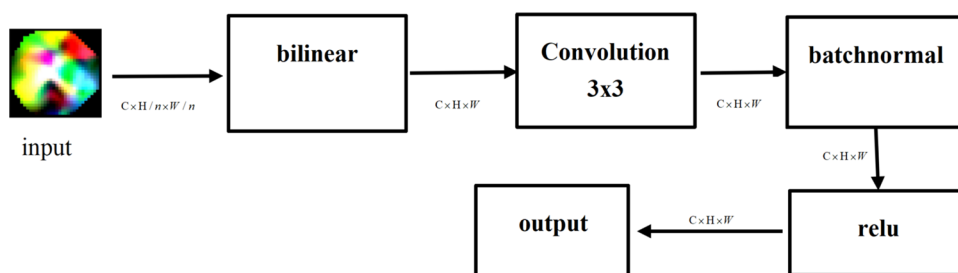 input
C×H/n×W/n
bilinear
C×H×W
Convolution
3x3
C×H×W
batchnormal
C×H×W
relu
C×H×W
output